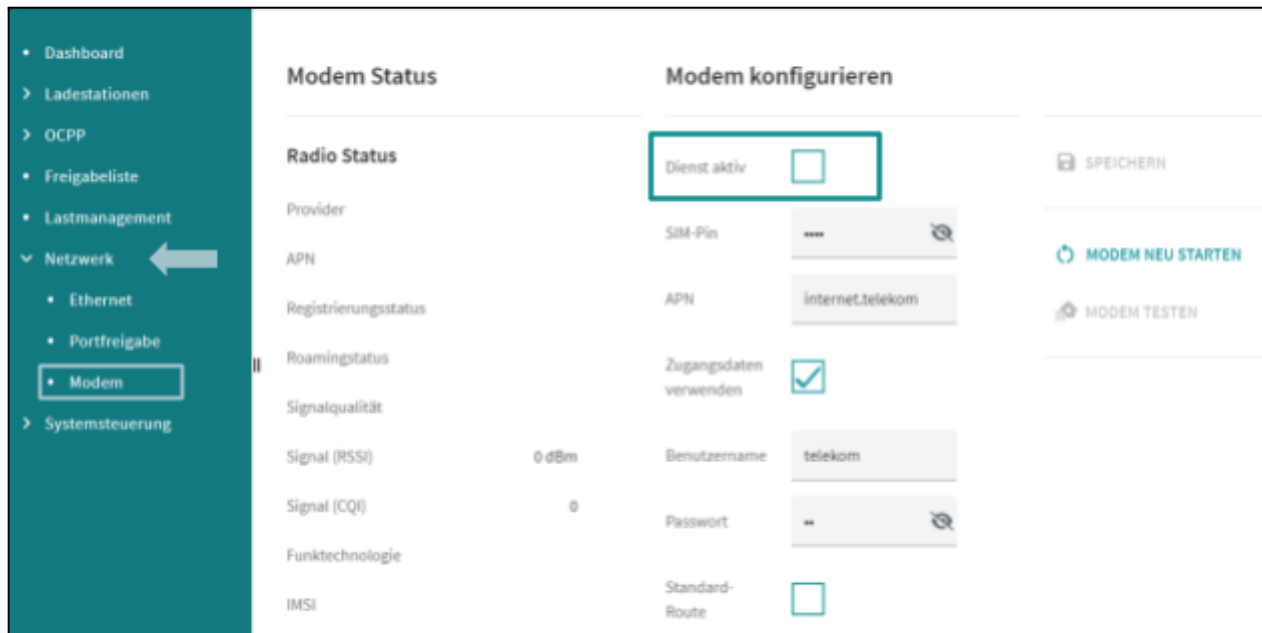 Dashboard
Ladestationen
OCPP
Freigabeliste
Lastmanagement
Netzwerk
Ethernet
Portfreigabe
Modem
Systemsteuerung
Modem Status
Radio Status
Provider
APN
Registrierungsstatus
Roamingstatus
Signalqualität
Signal (RSSI) 0 dBm
Signal (CQI) 0
Funktechnologie
IMSI
Modem konfigurieren
Dienst aktiv
SIM-Pin ••••
APN internet.telekom
Zugangsdaten
verwenden
Benutzername telekom
Passwort ••
Standard-
Route
SPEICHERN
MODEM NEU STARTEN
MODEM TESTEN